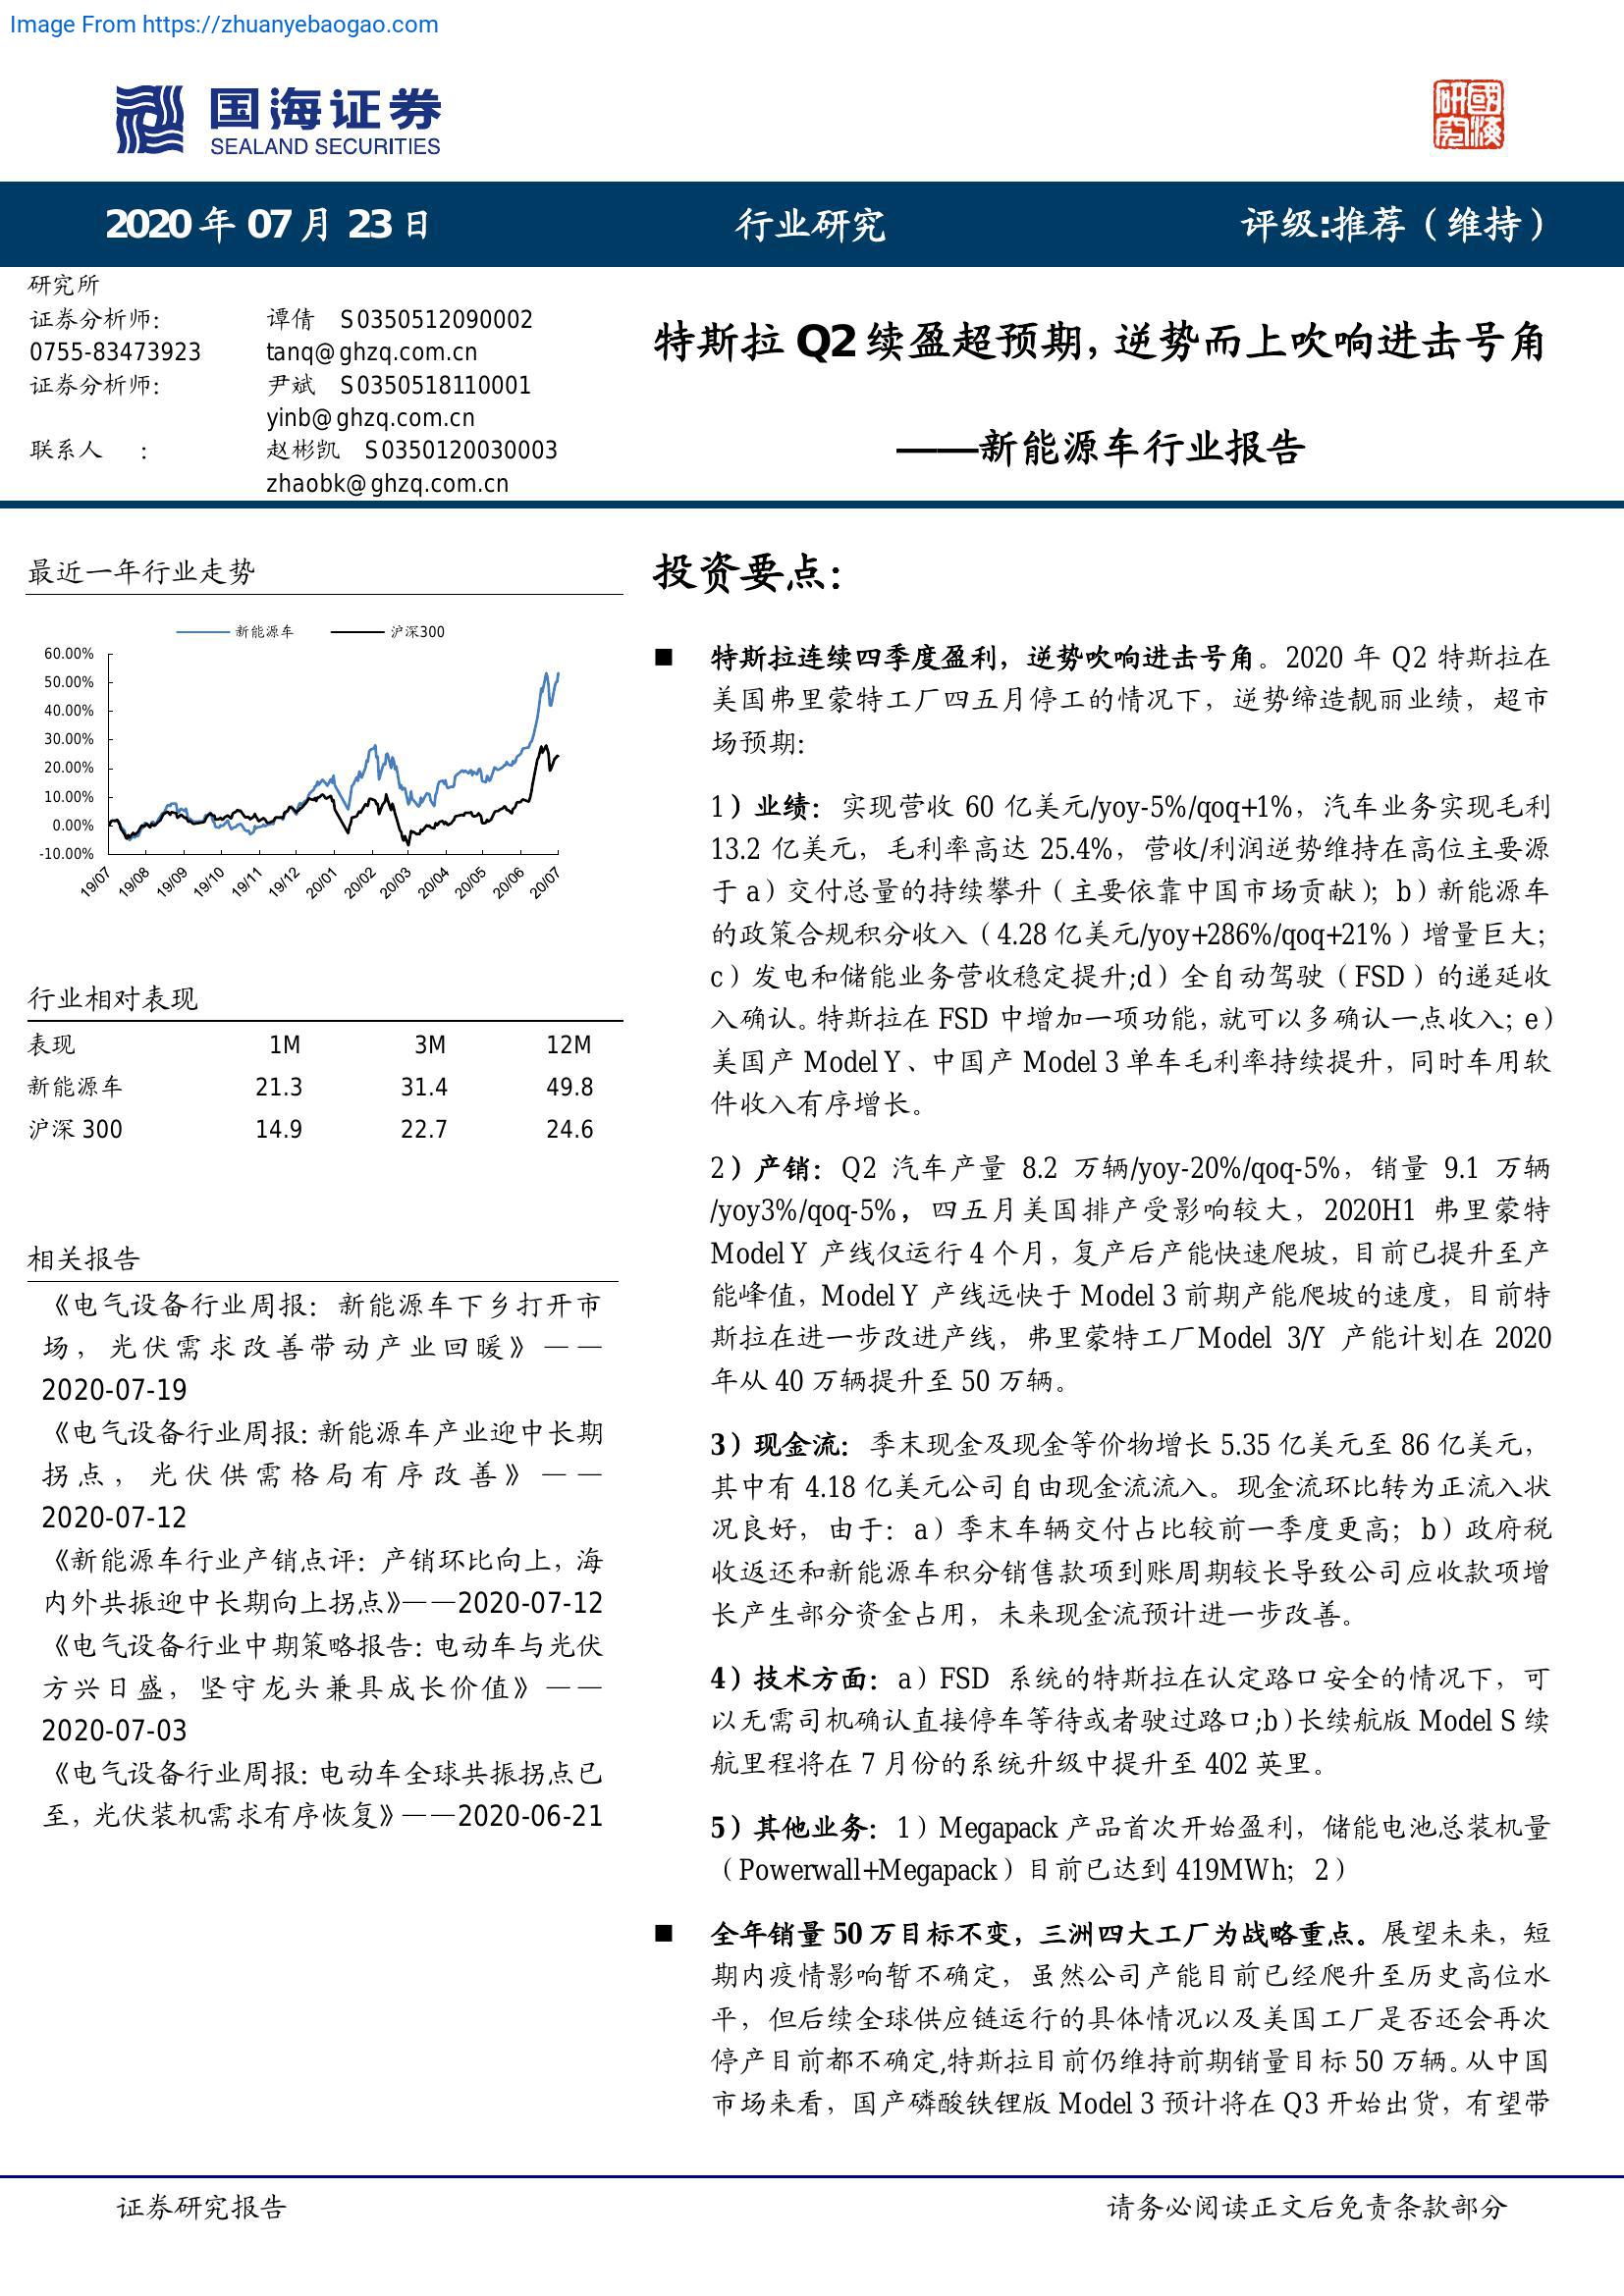 Image From https://zhuanyebaogao.com
国海证券
SEALAND SECURITIES
研國
究海
2020 年 07 月 23 日 行业研究 评级:推荐（维持）
研究所
证券分析师： 谭倩 S0350512090002
0755-83473923 tanq@ghzq.com.cn
证券分析师： 尹斌 S0350518110001
yinb@ghzq.com.cn
联系人 ： 赵彬凯 S0350120030003
zhaobk@ghzq.com.cn
特斯拉 Q2 续盈超预期，逆势而上吹响进击号角
——新能源车行业报告
最近一年行业走势
新能源车 沪深300
60.00%
50.00%
40.00%
30.00%
20.00%
10.00%
0.00%
-10.00%
19/07 19/08 19/09 19/10 19/11 19/12 20/01 20/02 20/03 20/04 20/05 20/06 20/07
行业相对表现
表现 1M 3M 12M
新能源车 21.3 31.4 49.8
沪深 300 14.9 22.7 24.6
相关报告
《电气设备行业周报：新能源车下乡打开市
场，光伏需求改善带动产业回暖》——
2020-07-19
《电气设备行业周报：新能源车产业迎中长期
拐点，光伏供需格局有序改善》——
2020-07-12
《新能源车行业产销点评：产销环比向上，海
内外共振迎中长期向上拐点》——2020-07-12
《电气设备行业中期策略报告：电动车与光伏
方兴日盛，坚守龙头兼具成长价值》——
2020-07-03
《电气设备行业周报：电动车全球共振拐点已
至，光伏装机需求有序恢复》——2020-06-21
投资要点：
■ 特斯拉连续四季度盈利，逆势吹响进击号角。2020 年 Q2 特斯拉在
美国弗里蒙特工厂四五月停工的情况下，逆势缔造靓丽业绩，超市
场预期：
1）业绩：实现营收 60 亿美元/yoy-5%/qoq+1%，汽车业务实现毛利
13.2 亿美元，毛利率高达 25.4%，营收/利润逆势维持在高位主要源
于 a）交付总量的持续攀升（主要依靠中国市场贡献）；b）新能源车
的政策合规积分收入（4.28 亿美元/yoy+286%/qoq+21%）增量巨大；
c）发电和储能业务营收稳定提升;d）全自动驾驶（FSD）的递延收
入确认。特斯拉在 FSD 中增加一项功能，就可以多确认一点收入；e）
美国产 Model Y、中国产 Model 3 单车毛利率持续提升，同时车用软
件收入有序增长。
2）产销：Q2 汽车产量 8.2 万辆/yoy-20%/qoq-5%，销量 9.1 万辆
/yoy3%/qoq-5%，四五月美国排产受影响较大，2020H1 弗里蒙特
Model Y 产线仅运行 4 个月，复产后产能快速爬坡，目前已提升至产
能峰值，Model Y 产线远快于 Model 3 前期产能爬坡的速度，目前特
斯拉在进一步改进产线，弗里蒙特工厂Model 3/Y 产能计划在 2020
年从 40 万辆提升至 50 万辆。
3）现金流：季末现金及现金等价物增长 5.35 亿美元至 86 亿美元，
其中有 4.18 亿美元公司自由现金流流入。现金流环比转为正流入状
况良好，由于：a）季末车辆交付占比较前一季度更高；b）政府税
收返还和新能源车积分销售款项到账周期较长导致公司应收款项增
长产生部分资金占用，未来现金流预计进一步改善。
4）技术方面：a）FSD 系统的特斯拉在认定路口安全的情况下，可
以无需司机确认直接停车等待或者驶过路口;b）长续航版 Model S 续
航里程将在 7 月份的系统升级中提升至 402 英里。
5）其他业务：1）Megapack 产品首次开始盈利，储能电池总装机量
（Powerwall+Megapack）目前已达到 419MWh；2）
■ 全年销量 50 万目标不变，三洲四大工厂为战略重点。展望未来，短
期内疫情影响暂不确定，虽然公司产能目前已经爬升至历史高位水
平，但后续全球供应链运行的具体情况以及美国工厂是否还会再次
停产目前都不确定,特斯拉目前仍维持前期销量目标 50 万辆。从中国
市场来看，国产磷酸铁锂版 Model 3 预计将在 Q3 开始出货，有望带
证券研究报告 请务必阅读正文后免责条款部分